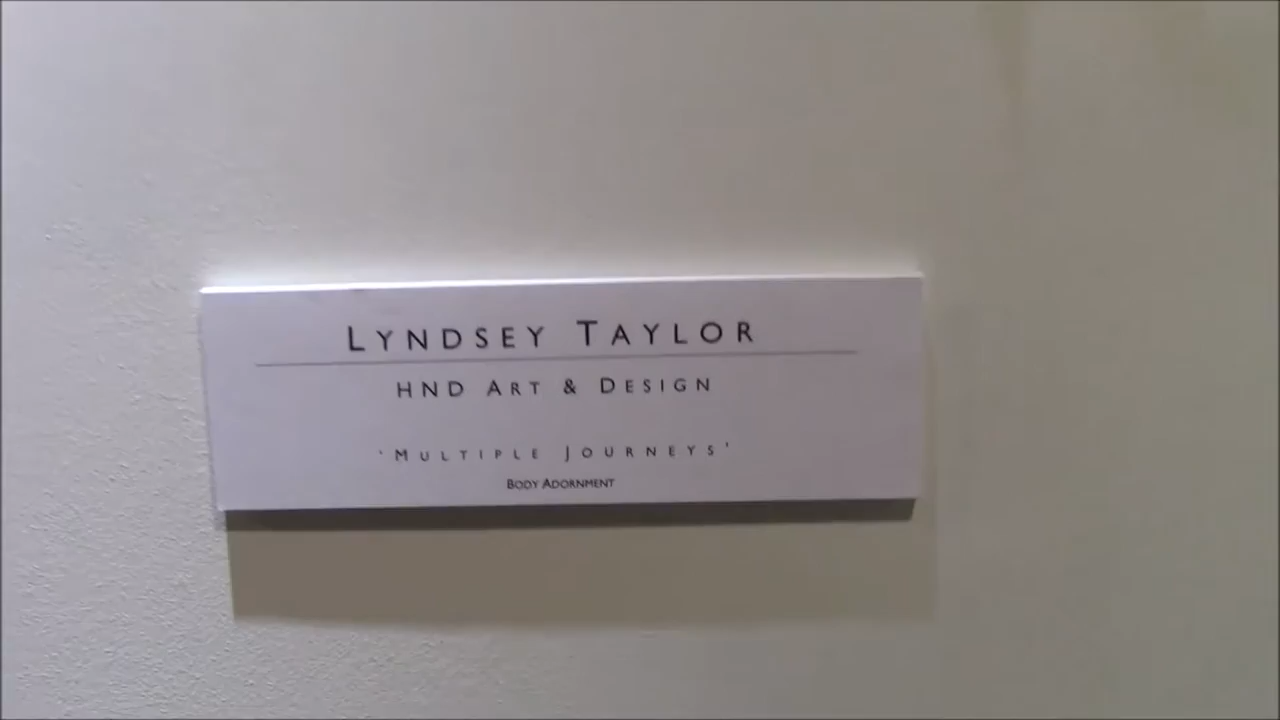 LYNDSEY TAYLOR
HND ART & DESIGN
'MULTIPLE JOURNEYS'
BODY ADORNMENT